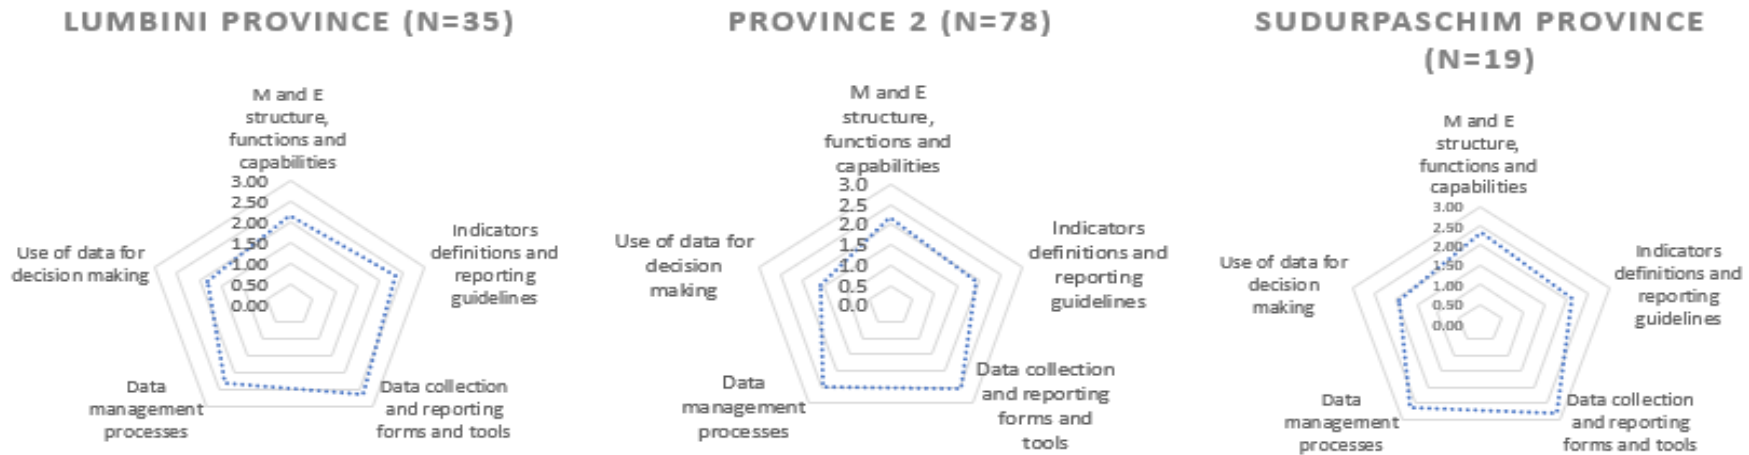 LUMBINI PROVINCE (N=35)
M and E
structure,
functions and
capabilities
3.00
2.50
2.00
1.50
1.00
0.50
0.00
Indicators
definitions and
reporting
guidelines
Data collection
and reporting
forms and tools
Data
management
processes
Use of data for
decision making
PROVINCE 2 (N=78)
M and E
structure,
functions and
capabilities
3.0
2.5
2.0
1.5
1.0
0.5
0.0
Indicators
definitions and
reporting
guidelines
Data collection
and reporting
forms and
tools
Data
management
processes
Use of data for
decision
making
SUDURPASCHIM PROVINCE
(N=19)
M and E
structure,
functions and
capabilities
3.00
2.50
2.00
1.50
1.00
0.50
0.00
Indicators
definitions and
reporting
guidelines
Data collection
and reporting
forms and tools
Data
management
processes
Use of data for
decision
making